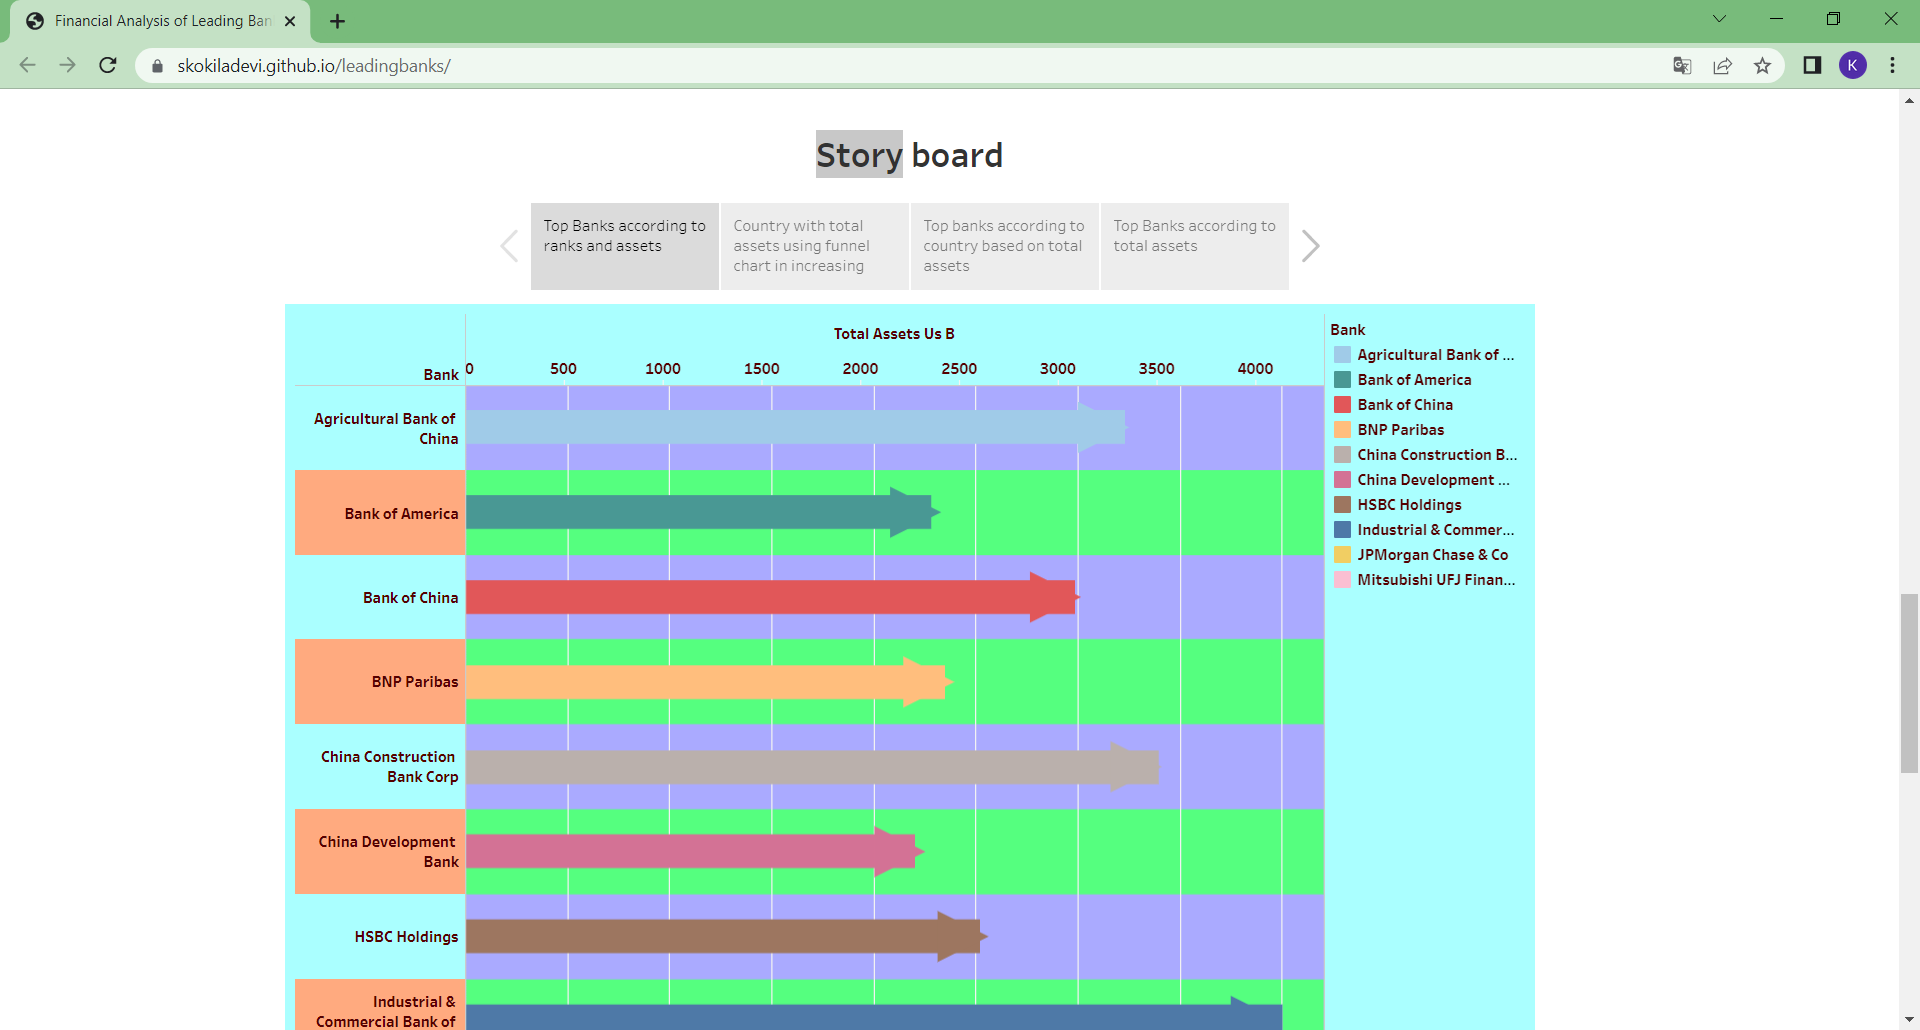 Financial Analysis of Leading Ban
skokiladevi.github.io/leadingbanks/
K
Story board
Top Banks according to
ranks and assets
Country with total
assets using funnel
chart in increasing
Top banks according to
country based on total
assets
Top Banks according to
total assets
Total Assets Us B
Bank
0 500 1000 1500 2000 2500 3000 3500 4000
Agricultural Bank of
China
Bank of America
Bank of China
BNP Paribas
China Construction
Bank Corp
China Development
Bank
HSBC Holdings
Industrial &
Commercial Bank of
Bank
Agricultural Bank of ...
Bank of America
Bank of China
BNP Paribas
China Construction B...
China Development ...
HSBC Holdings
Industrial & Commer...
JPMorgan Chase & Co
Mitsubishi UFJ Finan...